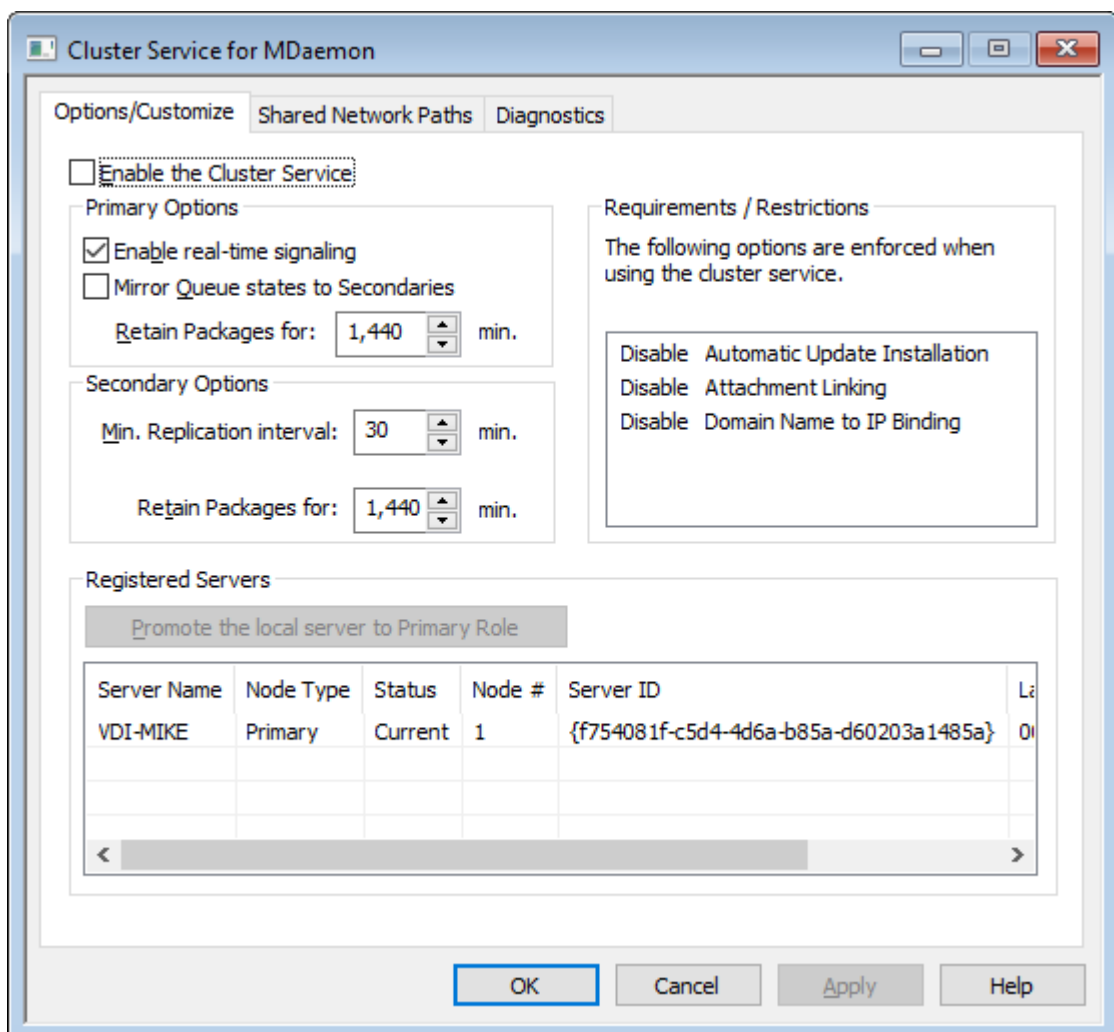 Cluster Service for MDaemon
Options/Customize Shared Network Paths Diagnostics
Enable the Cluster Service
Primary Options
Enable real-time signaling
Mirror Queue states to Secondaries
Retain Packages for: 1,440 min.
Secondary Options
Min. Replication interval: 30 min.
Retain Packages for: 1,440 min.
Requirements / Restrictions
The following options are enforced when
using the cluster service.
Disable Automatic Update Installation
Disable Attachment Linking
Disable Domain Name to IP Binding
Registered Servers
Promote the local server to Primary Role
Server Name Node Type Status Node # Server ID
VDI-MIKE Primary Current 1 {f754081f-c5d4-4d6a-b85a-d60203a1485a}
OK Cancel Apply Help